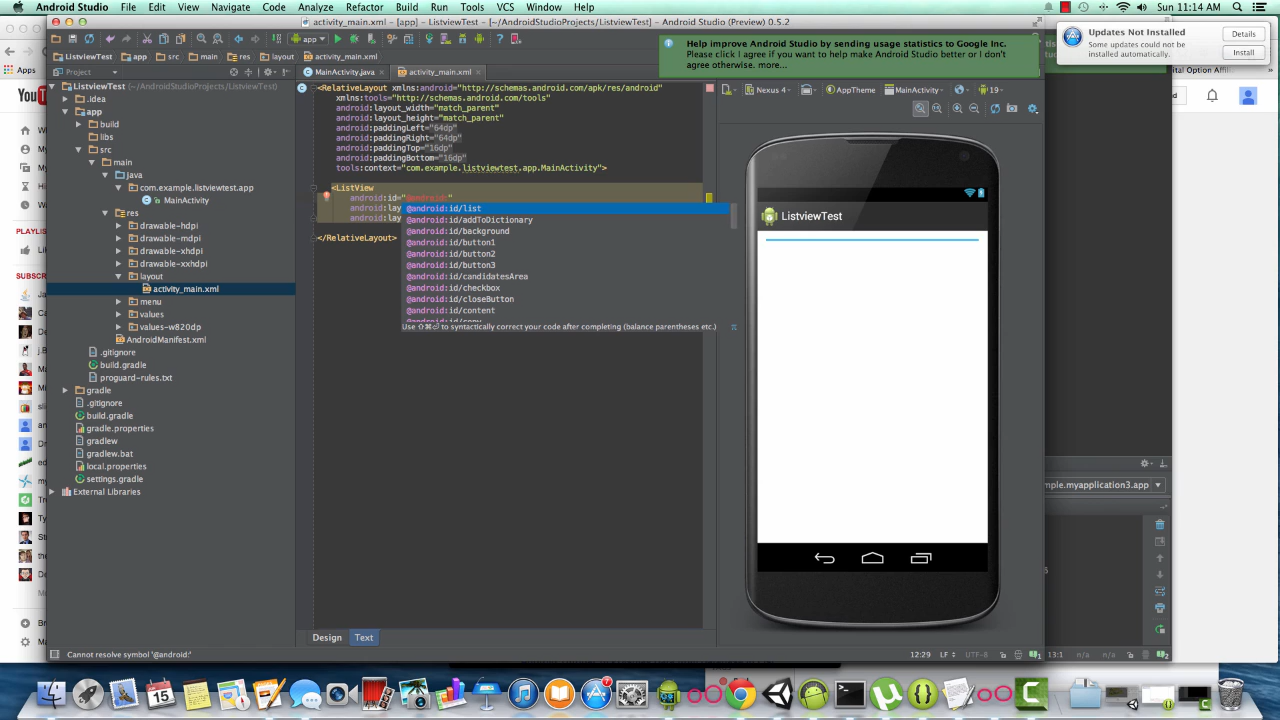 Android Studio File Edit View Navigate Code Analyze Refactor Build Run Tools VCS Window Help
Sun 11:14 AM
activity_main.xml - [app] - ListviewTest - [~/AndroidStudioProjects/ListviewTest] - Android Studio (Preview) 0.5.2
Updates Not Installed
Some updates could not be
installed automatically.
Details
Install
app
Help improve Android Studio by sending usage statistics to Google Inc.
Please click I agree if you want to help make Android Studio better or I don't
agree otherwise. more...
ListviewTest app src main res layout activity_main.xml
Apps
ital Option Affili
Project
MainActivity.java
activity_main.xml
ListviewTest (~/AndroidStudioProjects/ListviewTest)
.idea
app
build
libs
src
main
java
com.example.listviewtest.app
MainActivity
res
drawable-hdpi
drawable-mdpi
drawable-xhdpi
drawable-xxhdpi
layout
activity_main.xml
menu
values
values-w820dp
AndroidManifest.xml
.gitignore
build.gradle
proguard-rules.txt
gradle
.gitignore
build.gradle
gradle.properties
gradlew
gradlew.bat
local.properties
settings.gradle
External Libraries
<RelativeLayout xmlns:android="http://schemas.android.com/apk/res/android"
xmlns:tools="http://schemas.android.com/tools"
android:layout_width="match_parent"
android:layout_height="match_parent"
android:paddingLeft="64dp"
android:paddingRight="64dp"
android:paddingTop="16dp"
android:paddingBottom="16dp"
tools:context="com.example.listviewtest.app.MainActivity">
<ListView
android:id="@android:"
android:lay
android:lay
</RelativeLayout>
@android:id/list
@android:id/addToDictionary
@android:id/background
@android:id/button1
@android:id/button2
@android:id/button3
@android:id/candidatesArea
@android:id/checkbox
@android:id/closeButton
@android:id/content
Use ⇧⌘⏎ to syntactically correct your code after completing (balance parentheses etc.)
π
Nexus 4 AppTheme MainActivity 19
ListviewTest
You
SUBSCR
mple.myapplication3.app
Design
Text
Cannot resolve symbol '@android:'
12:29 LF UTF-8 1
13:1 n/a n/a 2
15
7